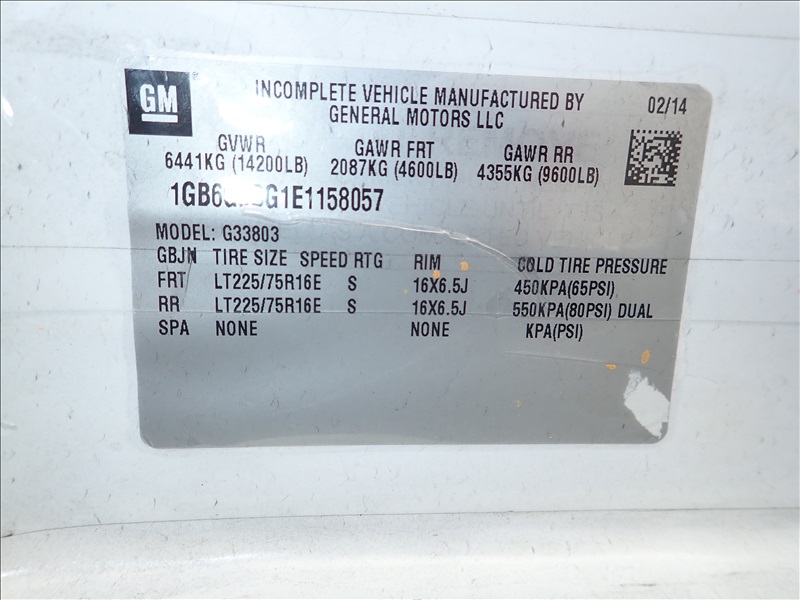 GM
INCOMPLETE VEHICLE MANUFACTURED BY
GENERAL MOTORS LLC
02/14
GVWR GAWR FRT GAWR RR
6441KG (14200LB) 2087KG (4600LB) 4355KG (9600LB)
MODEL: G33803
GBJN TIRE SIZE SPEED RTG RIM COLD TIRE PRESSURE
FRT LT225/75R16E S 16X6.5J 450KPA(65PSI)
RR LT225/75R16E S 16X6.5J 550KPA(80PSI) DUAL
SPA NONE NONE KPA(PSI)